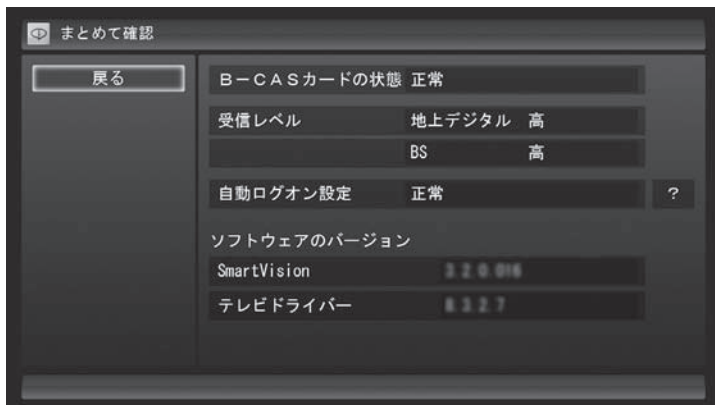 まとめて確認
戻る
B－CASカードの状態 正常
受信レベル 地上デジタル 高
BS 高
自動ログオン設定 正常 ?
ソフトウェアのバージョン
SmartVision
テレビドライバー